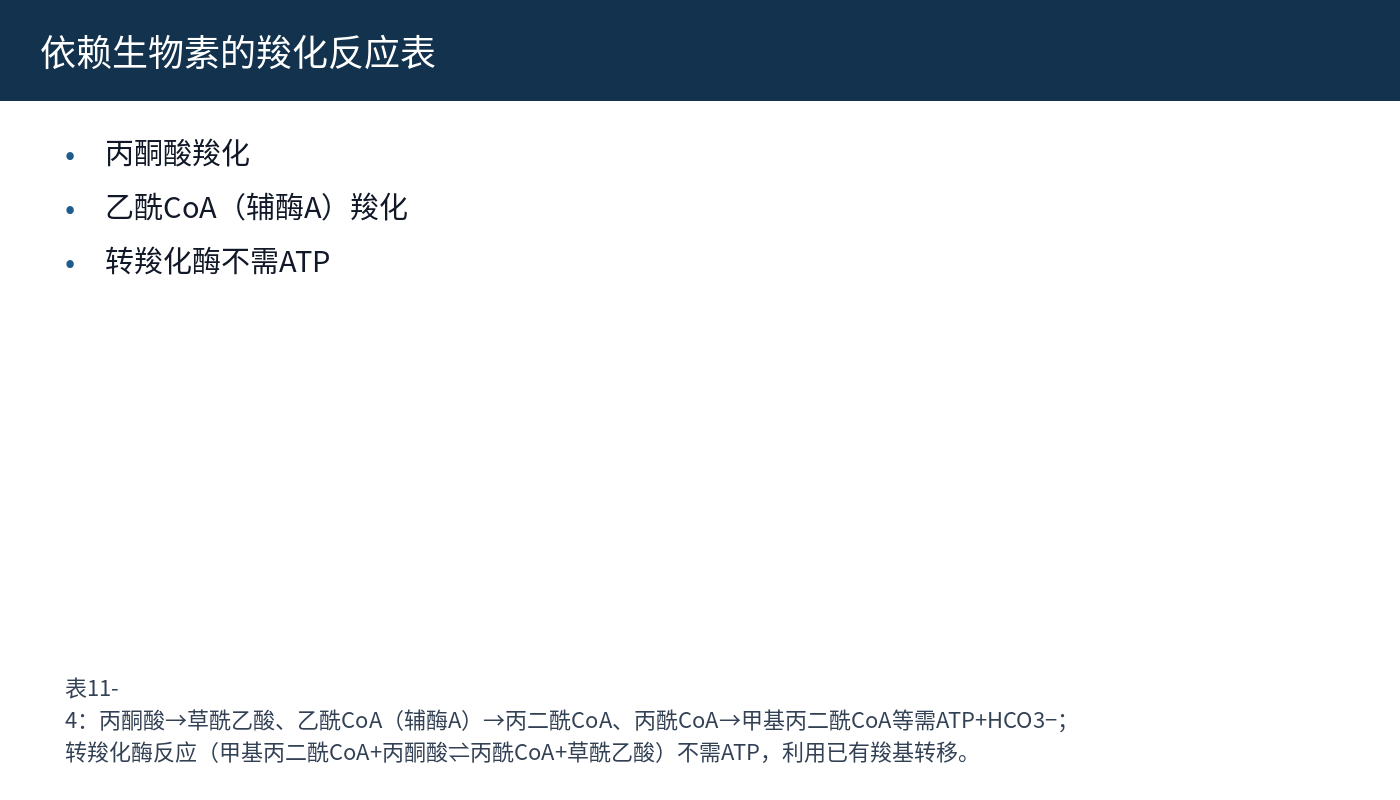 依赖生物素的羧化反应表
• 丙酮酸羧化
• 乙酰CoA（辅酶A）羧化
• 转羧化酶不需ATP
表11-
4：丙酮酸→草酰乙酸、乙酰CoA（辅酶A）→丙二酰CoA、丙酰CoA→甲基丙二酰CoA等需ATP+HCO3−；
转羧化酶反应（甲基丙二酰CoA+丙酮酸⇌丙酰CoA+草酰乙酸）不需ATP，利用已有羧基转移。